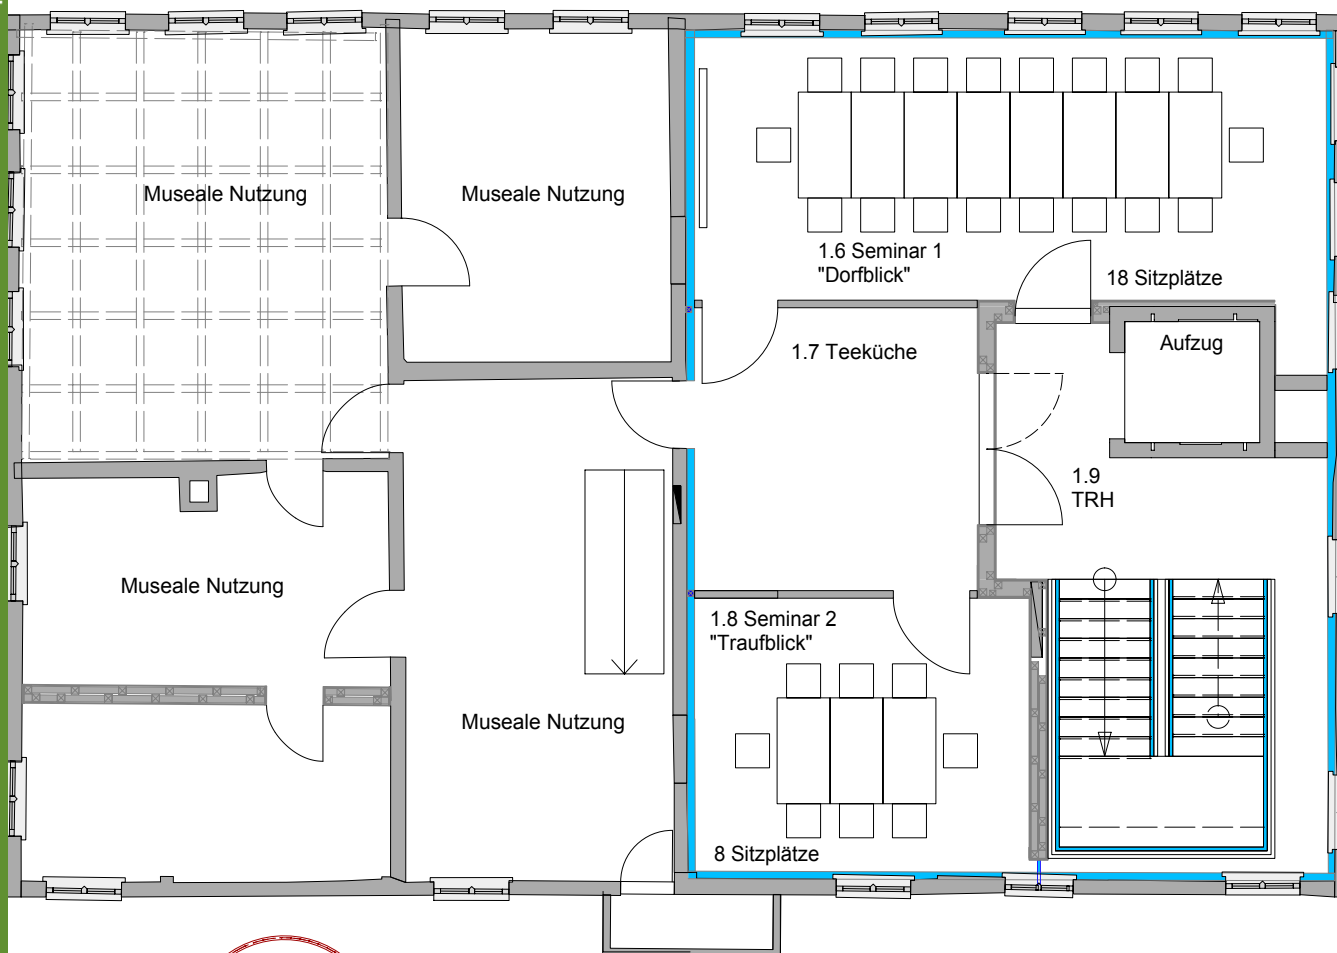 Museale Nutzung
Museale Nutzung
1.6 Seminar 1
"Dorfblick"
18 Sitzplätze
1.7 Teeküche
Aufzug
1.9
TRH
Museale Nutzung
1.8 Seminar 2
"Traufblick"
Museale Nutzung
8 Sitzplätze